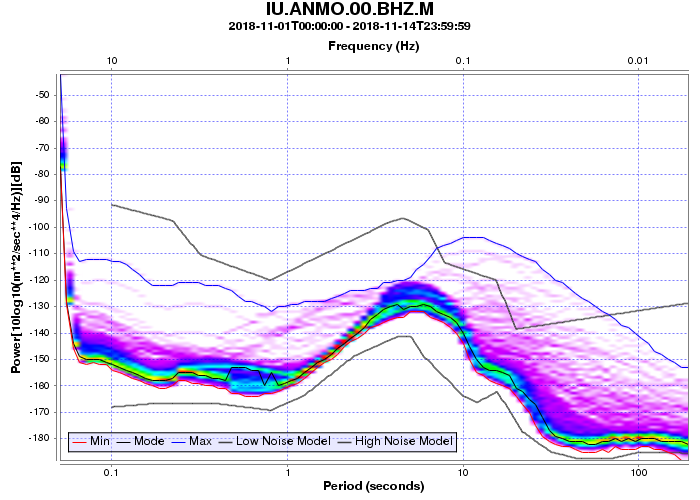 IU.ANMO.00.BHZ.M
2018-11-01T00:00:00 - 2018-11-14T23:59:59
Frequency (Hz)
10 1 0.1 0.01
-50
-60
-70
-80
-90
-100
-110
-120
-130
-140
-150
-160
-170
-180
Power[10log10(m**2/sec**4/Hz)][dB]
Min Mode Max Low Noise Model High Noise Model
0.1 1 10 100
Period (seconds)